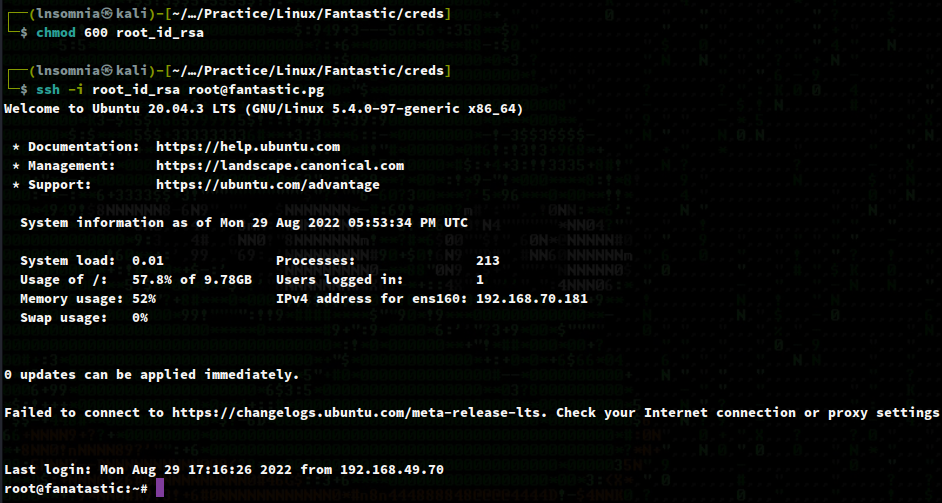 ┌──(lnsomnia㉿kali)-[~/…/Practice/Linux/Fantastic/creds]
└─$ chmod 600 root_id_rsa
┌──(lnsomnia㉿kali)-[~/…/Practice/Linux/Fantastic/creds]
└─$ ssh -i root_id_rsa root@fantastic.pg
Welcome to Ubuntu 20.04.3 LTS (GNU/Linux 5.4.0-97-generic x86_64)
* Documentation:  https://help.ubuntu.com
* Management:     https://landscape.canonical.com
* Support:        https://ubuntu.com/advantage
System information as of Mon 29 Aug 2022 05:53:34 PM UTC
System load:  0.01               Processes:               213
Usage of /:   57.8% of 9.78GB   Users logged in:         1
Memory usage: 52%                IPv4 address for ens160: 192.168.70.181
Swap usage:   0%
0 updates can be applied immediately.
Failed to connect to https://changelogs.ubuntu.com/meta-release-lts. Check your Internet connection or proxy settings
Last login: Mon Aug 29 17:16:26 2022 from 192.168.49.70
root@fanatastic:~#